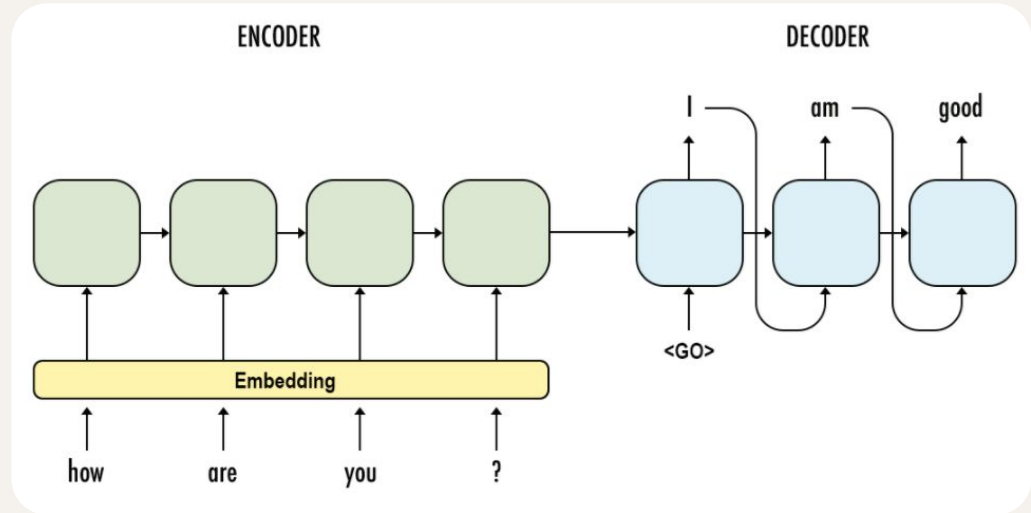 ENCODER DECODER
I am good
<GO>
Embedding
how are you ?